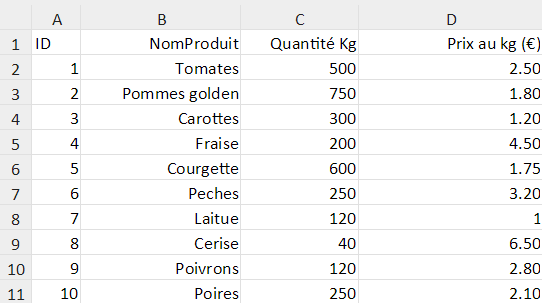 A B C D
1 ID NomProduit Quantité Kg Prix au kg (€)
2 1 Tomates 500 2.50
3 2 Pommes golden 750 1.80
4 3 Carottes 300 1.20
5 4 Fraise 200 4.50
6 5 Courgette 600 1.75
7 6 Peches 250 3.20
8 7 Laitue 120 1
9 8 Cerise 40 6.50
10 9 Poivrons 120 2.80
11 10 Poires 250 2.10